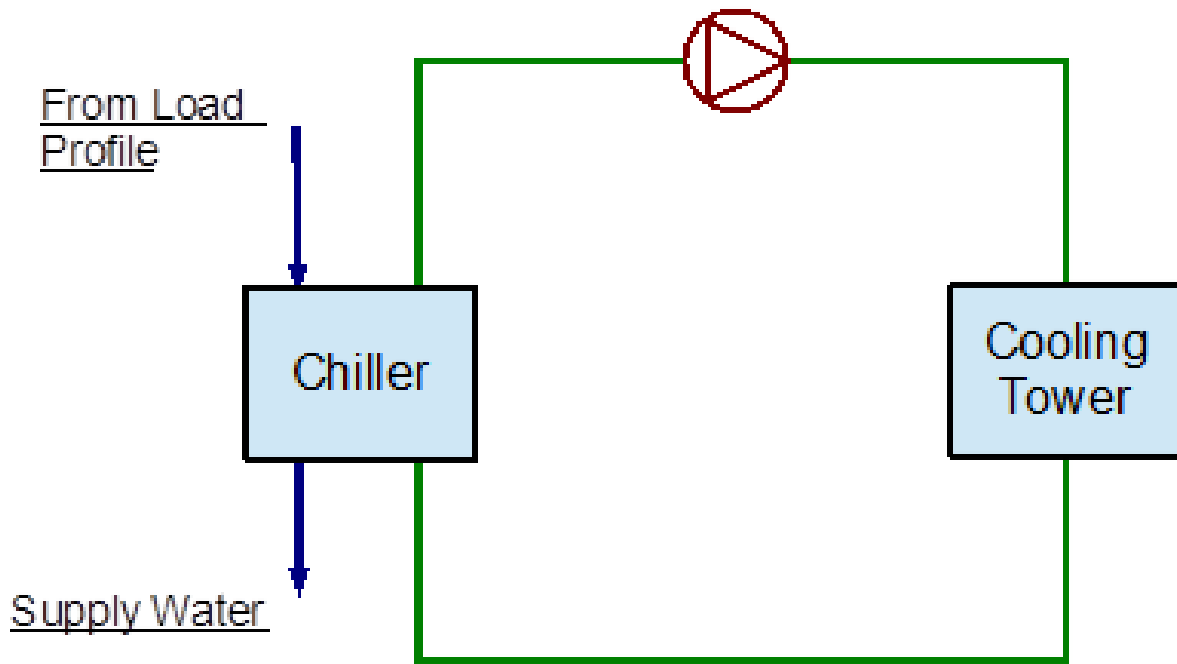 From Load
Profile
Chiller
Cooling
Tower
Supply Water